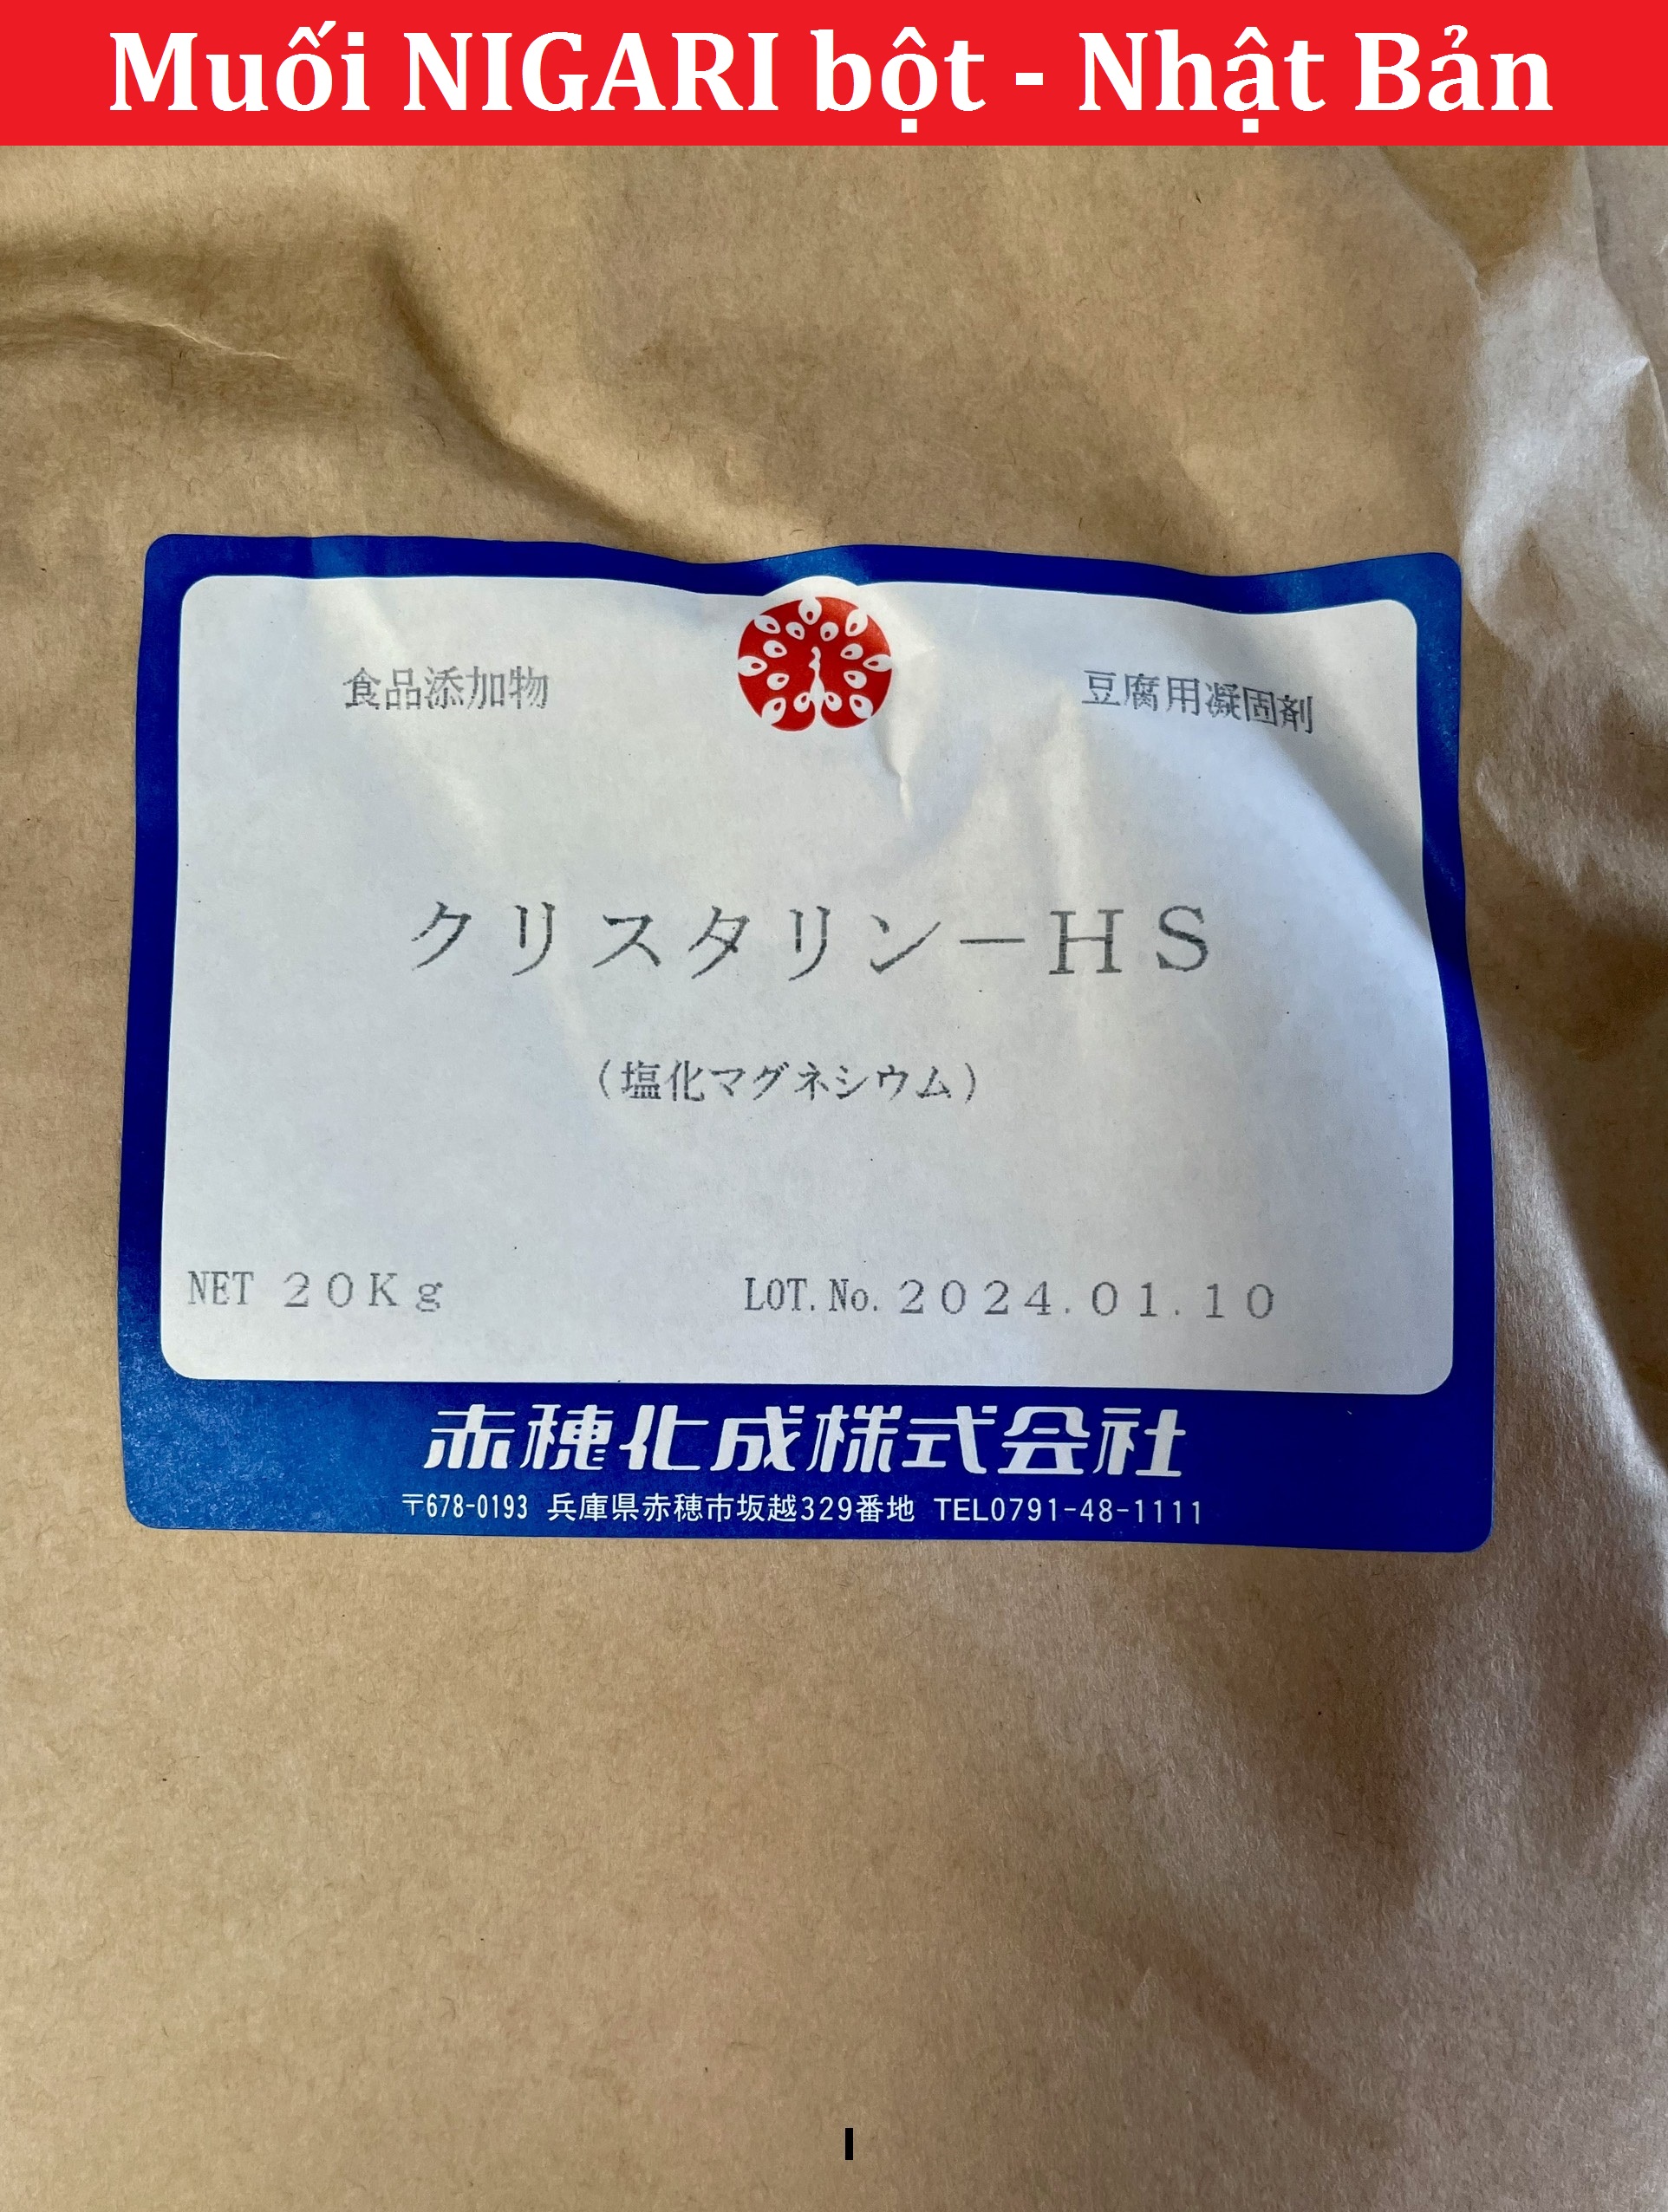 Muối NIGARI bột - Nhật Bản
食品添加物 豆腐用凝固剤
クリスタリン－ＨＳ
（塩化マグネシウム）
NET 20Kg LOT.No.2024.01.10
赤穂化成株式会社
〒678-0193 兵庫県赤穂市坂越329番地 TEL0791-48-1111
I